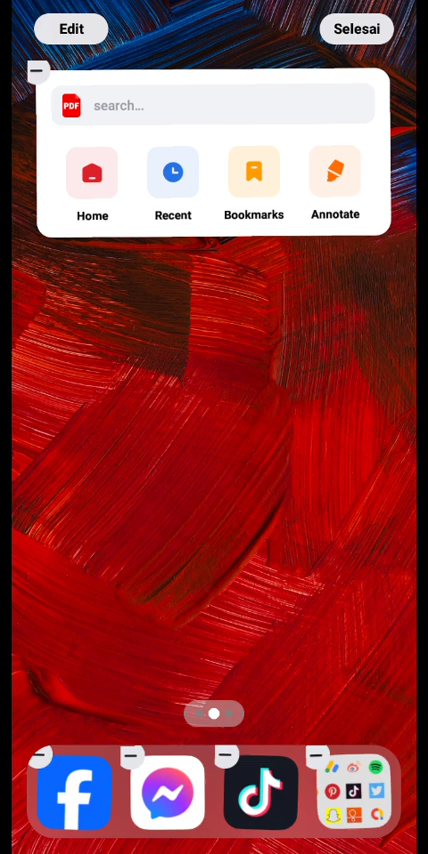 Edit
Selesai
PDF
search...
Home
Recent
Bookmarks
Annotate